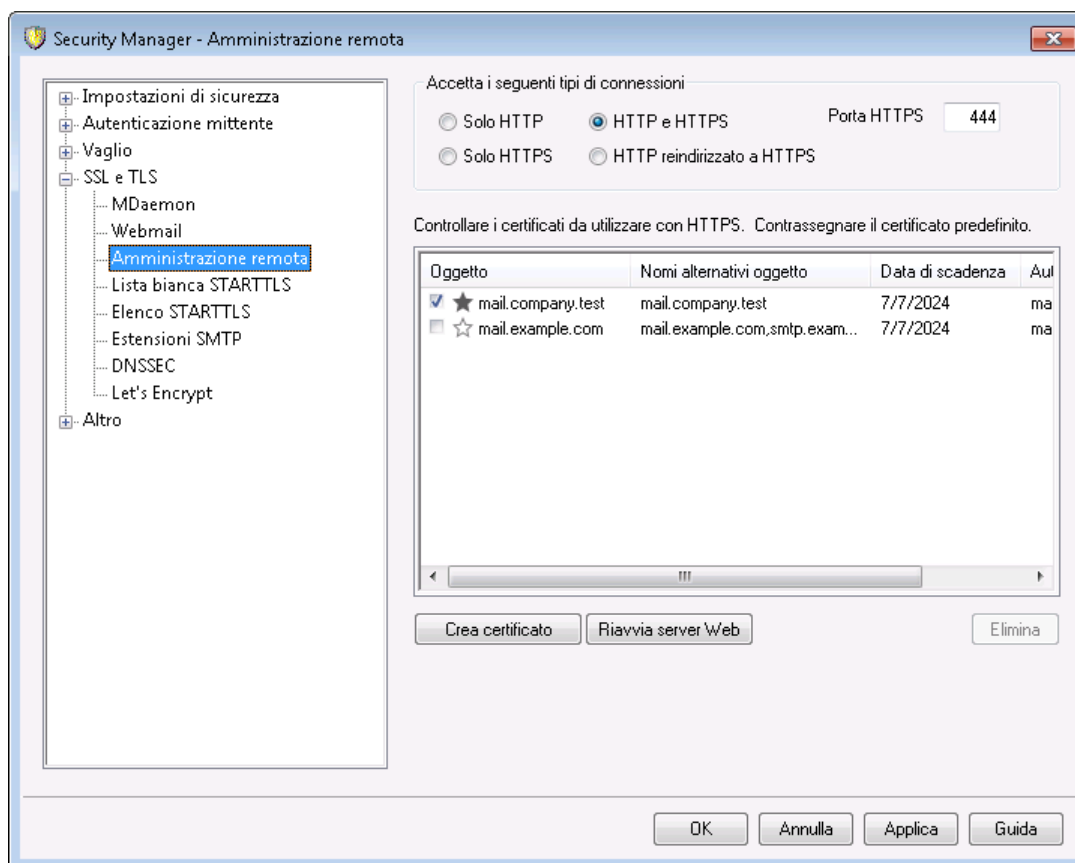 Security Manager - Amministrazione remota
Impostazioni di sicurezza
Autenticazione mittente
Vaglio
SSL e TLS
MDaemon
Webmail
Amministrazione remota
Lista bianca STARTTLS
Elenco STARTTLS
Estensioni SMTP
DNSSEC
Let's Encrypt
Altro
Accetta i seguenti tipi di connessioni
Solo HTTP HTTP e HTTPS Porta HTTPS 444
Solo HTTPS HTTP reindirizzato a HTTPS
Controllare i certificati da utilizzare con HTTPS. Contrassegnare il certificato predefinito.
Oggetto Nomi alternativi oggetto Data di scadenza Aut
mail.company.test mail.company.test 7/7/2024 ma
mail.example.com mail.example.com,smtp.exam... 7/7/2024 ma
Crea certificato Riavvia server Web Elimina
OK Annulla Applica Guida